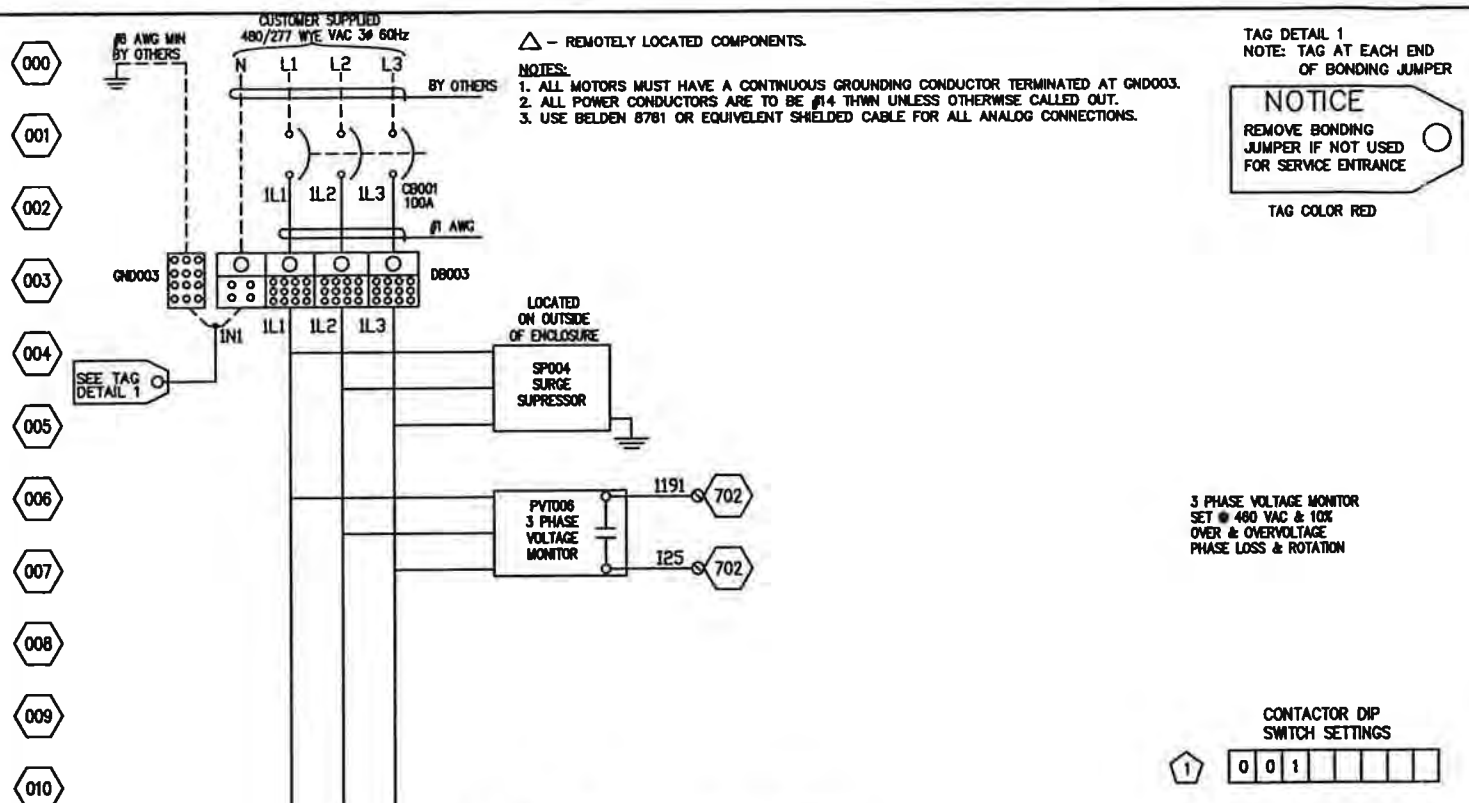 000
#8 AWG MIN
BY OTHERS
CUSTOMER SUPPLIED
480/277 WYE VAC 3ø 60Hz
N L1 L2 L3
BY OTHERS
△ - REMOTELY LOCATED COMPONENTS.
NOTES:
1. ALL MOTORS MUST HAVE A CONTINUOUS GROUNDING CONDUCTOR TERMINATED AT GND003.
2. ALL POWER CONDUCTORS ARE TO BE #14 THWN UNLESS OTHERWISE CALLED OUT.
3. USE BELDEN 8761 OR EQUIVELENT SHIELDED CABLE FOR ALL ANALOG CONNECTIONS.
TAG DETAIL 1
NOTE: TAG AT EACH END
OF BONDING JUMPER
NOTICE
REMOVE BONDING
JUMPER IF NOT USED
FOR SERVICE ENTRANCE
TAG COLOR RED
001
002
1L1 1L2 1L3
CB001
100A
#1 AWG
003
GND003
DB003
1N1
1L1 1L2 1L3
004
SEE TAG
DETAIL 1
LOCATED
ON OUTSIDE
OF ENCLOSURE
SP004
SURGE
SUPRESSOR
005
006
PVT006
3 PHASE
VOLTAGE
MONITOR
1191
702
I25
702
3 PHASE VOLTAGE MONITOR
SET @ 480 VAC & 10%
OVER & OVERVOLTAGE
PHASE LOSS & ROTATION
007
008
009
010
CONTACTOR DIP
SWITCH SETTINGS
1
0 0 1